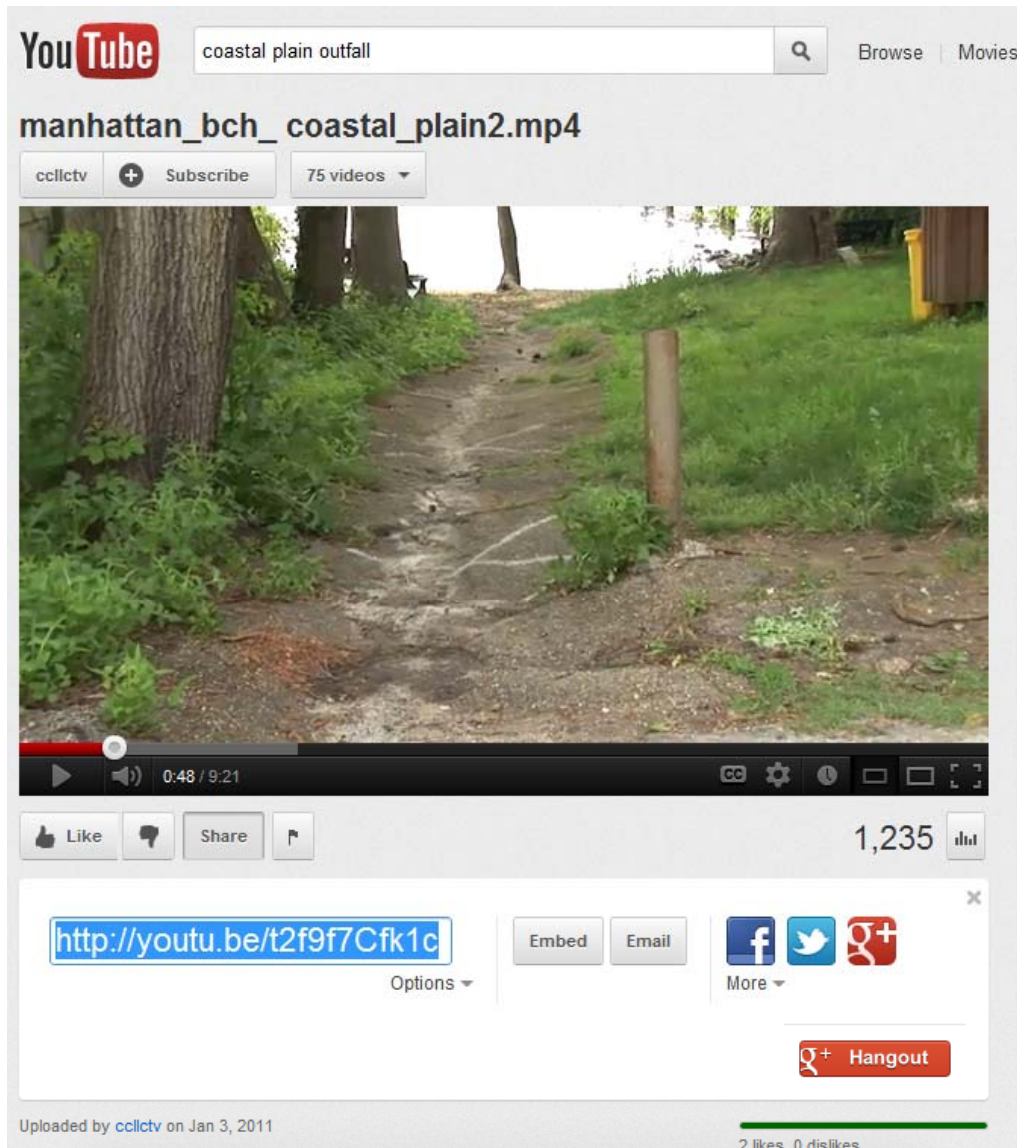 YouTube coastal plain outfall Browse Movies
manhattan_bch_ coastal_plain2.mp4
ccllctv Subscribe 75 videos
0:48 / 9:21 CC
Like Share 1,235
http://youtu.be/t2f9f7Cfk1c Embed Email f g+
Options More
g+ Hangout
Uploaded by ccllctv on Jan 3, 2011
2 likes, 0 dislikes